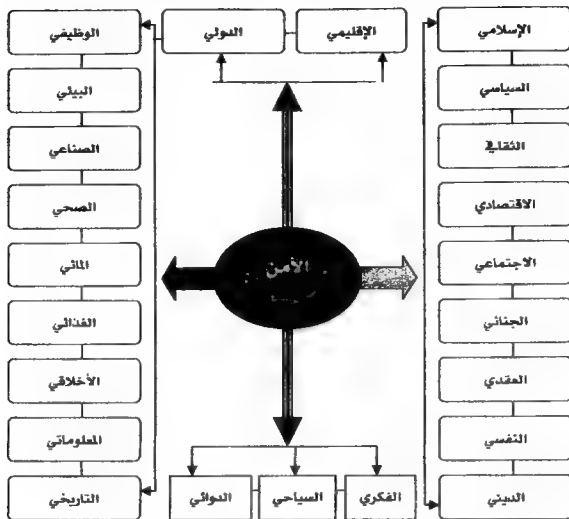 الإسلامي
السياسي
الثقافي
الاقتصادي
الاجتماعي
الجنائي
العقدي
النفسي
الديني
الإقليمي
الدولي
الأمن
الفكري
السياحي
الدوائي
الوظيفي
البيئي
الصناعي
الصحي
المائي
الغذائي
الأخلاقي
المعلوماتي
التاريخي